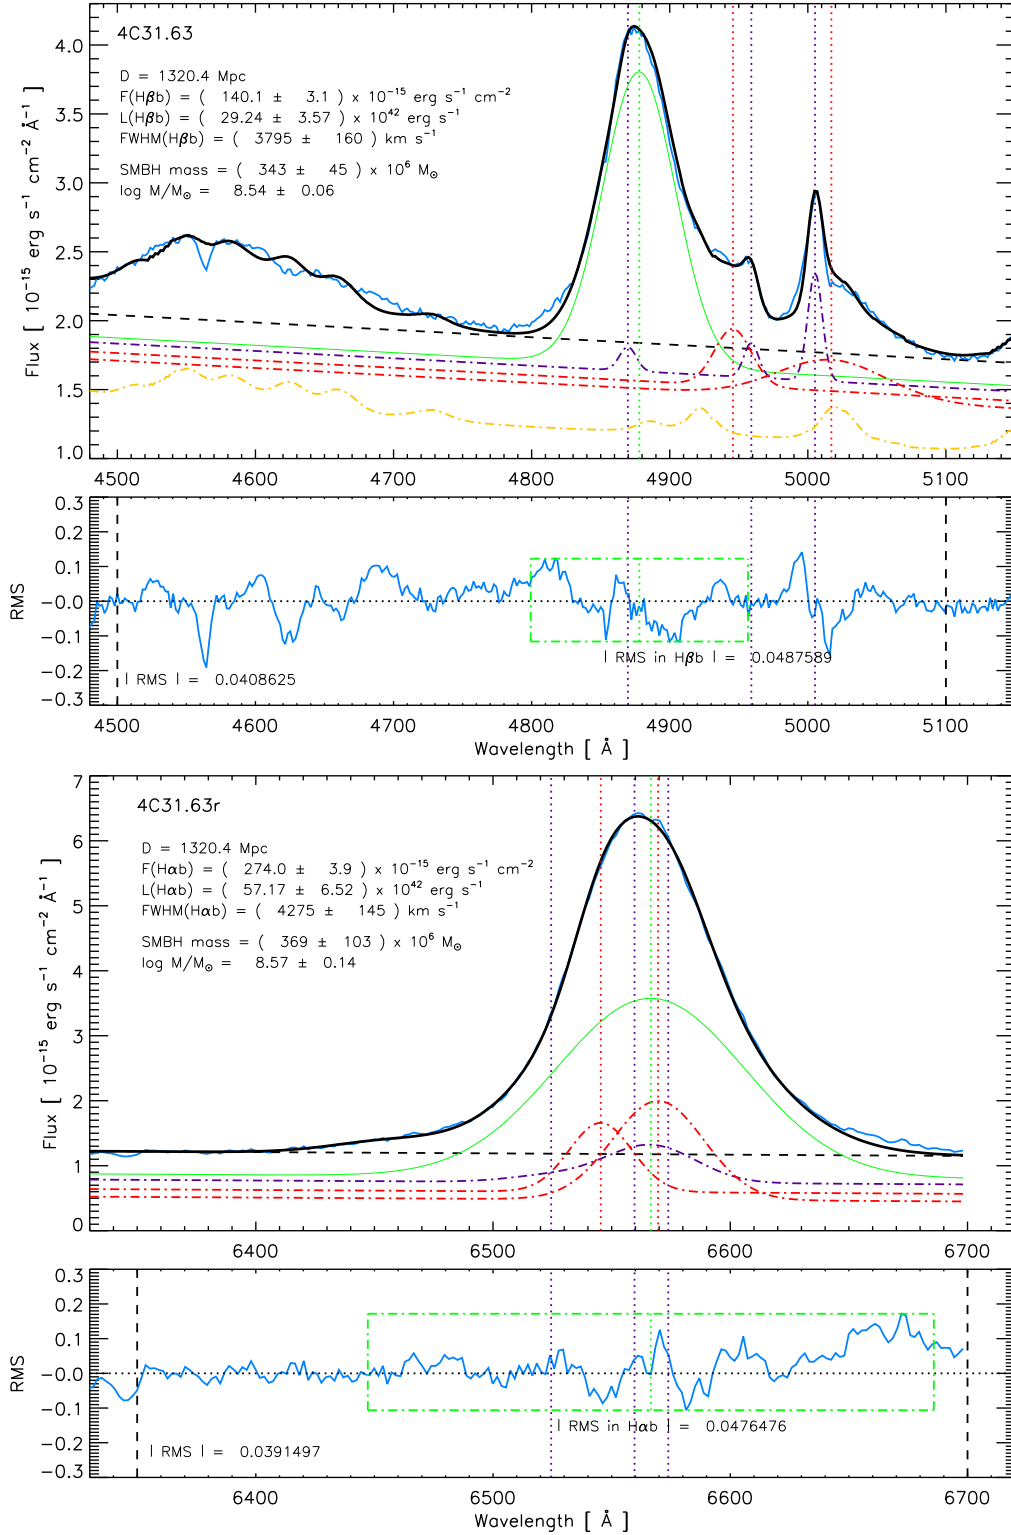 4C31.63
D = 1320.4 Mpc
F(Hβb) = ( 140.1 ± 3.1 ) x 10⁻¹⁵ erg s⁻¹ cm⁻²
L(Hβb) = ( 29.24 ± 3.57 ) x 10⁴² erg s⁻¹
FWHM(Hβb) = ( 3795 ± 160 ) km s⁻¹
SMBH mass = ( 343 ± 45 ) x 10⁶ M⊙
log M/M⊙ = 8.54 ± 0.06
Flux [ 10⁻¹⁵ erg s⁻¹ cm⁻² Å⁻¹ ]
4.0
3.5
3.0
2.5
2.0
1.5
1.0
4500 4600 4700 4800 4900 5000 5100
RMS
0.3
0.2
0.1
−0.0
−0.1
−0.2
−0.3
| RMS in Hβb | = 0.0487589
| RMS | = 0.0408625
4500 4600 4700 4800 4900 5000 5100
Wavelength [ Å ]
4C31.63r
D = 1320.4 Mpc
F(Hαb) = ( 274.0 ± 3.9 ) x 10⁻¹⁵ erg s⁻¹ cm⁻²
L(Hαb) = ( 57.17 ± 6.52 ) x 10⁴² erg s⁻¹
FWHM(Hαb) = ( 4275 ± 145 ) km s⁻¹
SMBH mass = ( 369 ± 103 ) x 10⁶ M⊙
log M/M⊙ = 8.57 ± 0.14
Flux [ 10⁻¹⁵ erg s⁻¹ cm⁻² Å⁻¹ ]
7
6
5
4
3
2
1
0
6400 6500 6600 6700
RMS
0.3
0.2
0.1
−0.0
−0.1
−0.2
−0.3
| RMS in Hαb | = 0.0476476
| RMS | = 0.0391497
6400 6500 6600 6700
Wavelength [ Å ]